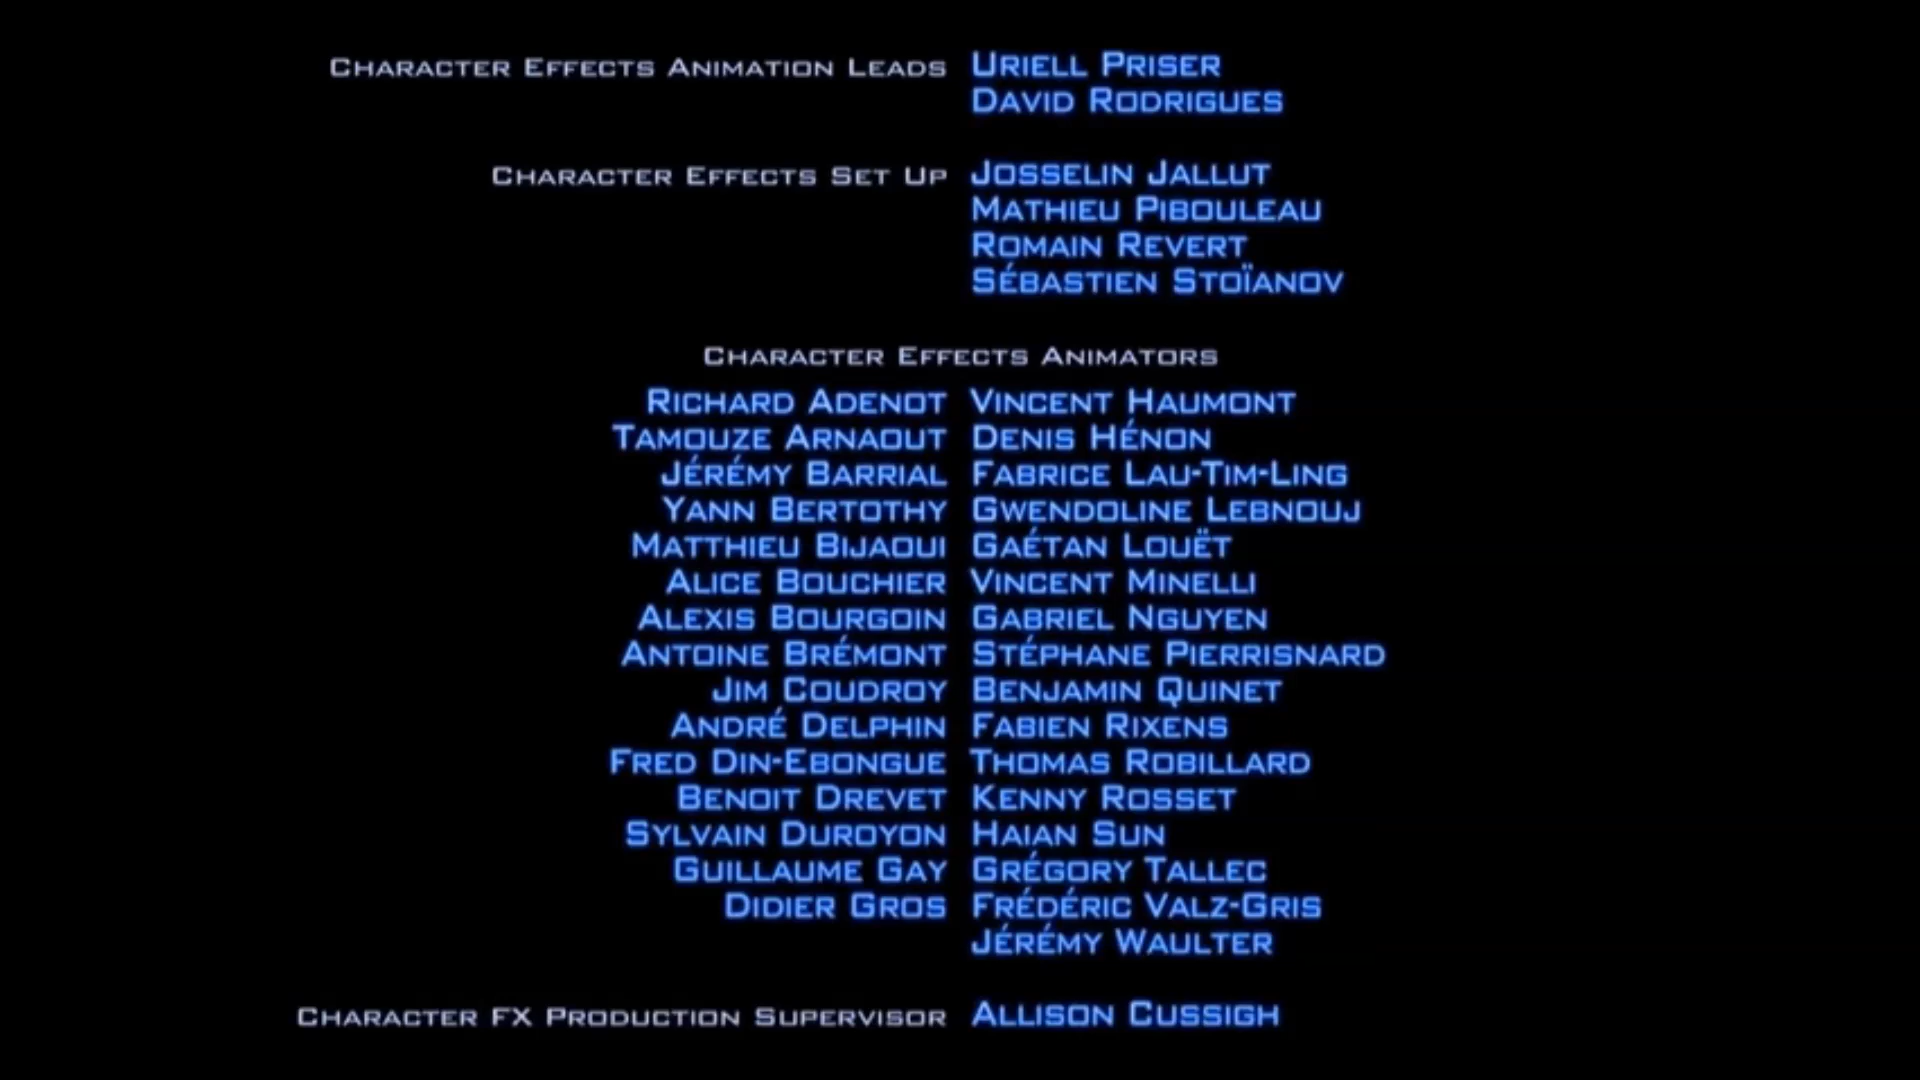 Character Effects Animation Leads Uriell Priser
David Rodrigues
Character Effects Set Up Josselin Jallut
Mathieu Pibouleau
Romain Revert
Sébastien Stoïanov
Character Effects Animators
Richard Adenot Vincent Haumont
Tamouze Arnaout Denis Hénon
Jérémy Barrial Fabrice Lau-Tim-Ling
Yann Bertothy Gwendoline Lebnouj
Matthieu Bijaoui Gaétan Louët
Alice Bouchier Vincent Minelli
Alexis Bourgoin Gabriel Nguyen
Antoine Brémont Stéphane Pierrisnard
Jim Coudroy Benjamin Quinet
André Delphin Fabien Rixens
Fred Din-Ebongue Thomas Robillard
Benoit Drevet Kenny Rosset
Sylvain Duroyon Haian Sun
Guillaume Gay Grégory Tallec
Didier Gros Frédéric Valz-Gris
Jérémy Waulter
Character FX Production Supervisor Allison Cussigh